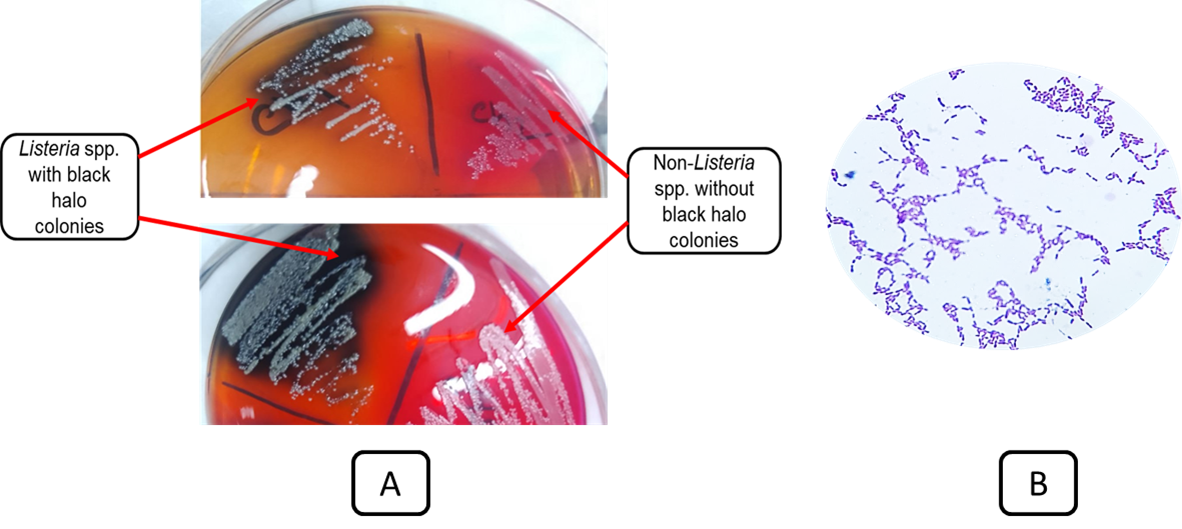 Listeria spp.
with black
halo
colonies
Non-Listeria
spp. without
black halo
colonies
A
B